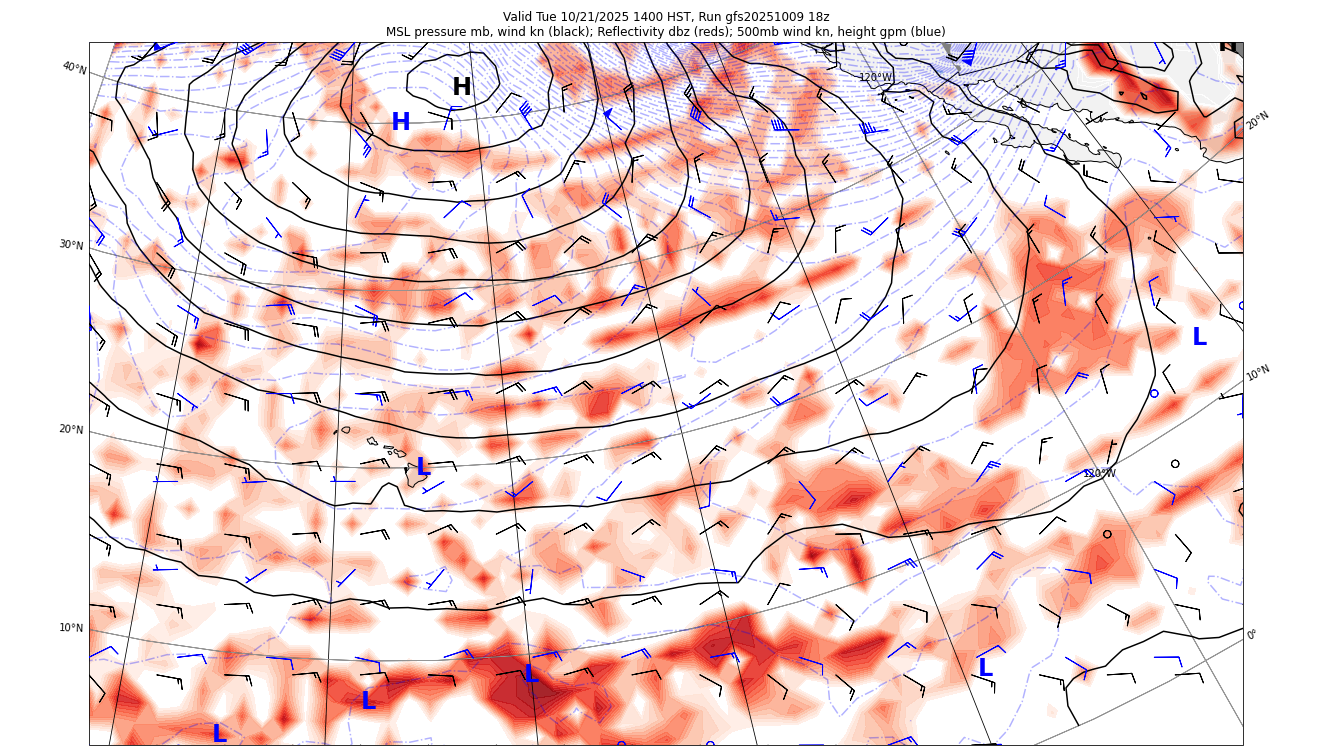 Valid Tue 10/21/2025 1400 HST, Run gfs20251009 18z
MSL pressure mb, wind kn (black); Reflectivity dbz (reds); 500mb wind kn, height gpm (blue)
40°N
120°W
20°N
H
H
30°N
L
10°N
20°N
L
120°W
10°N
0°
L
L
L
L